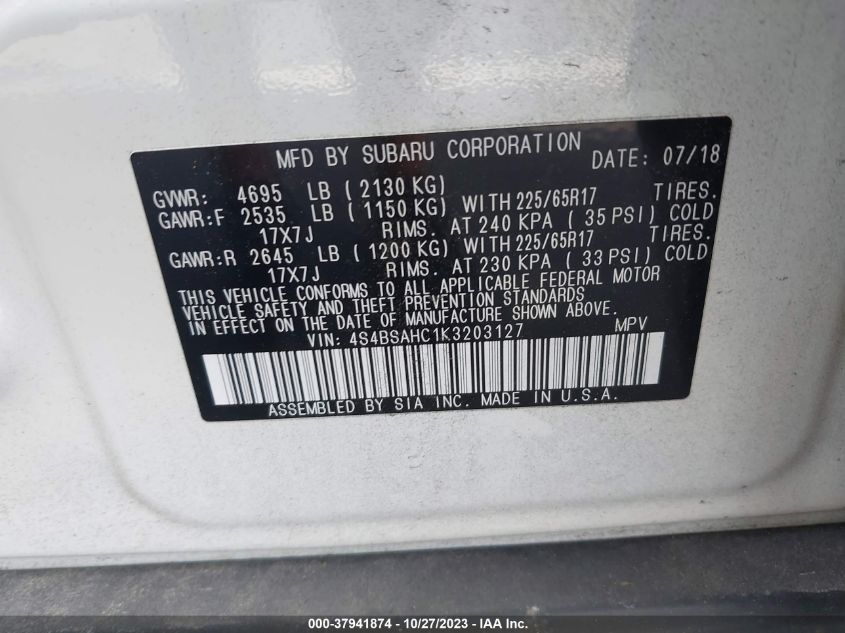 MFD BY SUBARU CORPORATION DATE: 07/18
GVWR: 4695 LB ( 2130 KG)
GAWR:F 2535 LB ( 1150 KG) WITH 225/65R17 TIRES.
17X7J RIMS. AT 240 KPA ( 35 PSI) COLD
GAWR:R 2645 LB ( 1200 KG) WITH 225/65R17 TIRES.
17X7J RIMS. AT 230 KPA ( 33 PSI) COLD
THIS VEHICLE CONFORMS TO ALL APPLICABLE FEDERAL MOTOR
VEHICLE SAFETY AND THEFT PREVENTION STANDARDS
IN EFFECT ON THE DATE OF MANUFACTURE SHOWN ABOVE.
VIN: 4S4BSAHC1K3203127 MPV
ASSEMBLED BY SIA INC. MADE IN U.S.A.
000-37941874 | 10/27/2023 - IAA Inc.